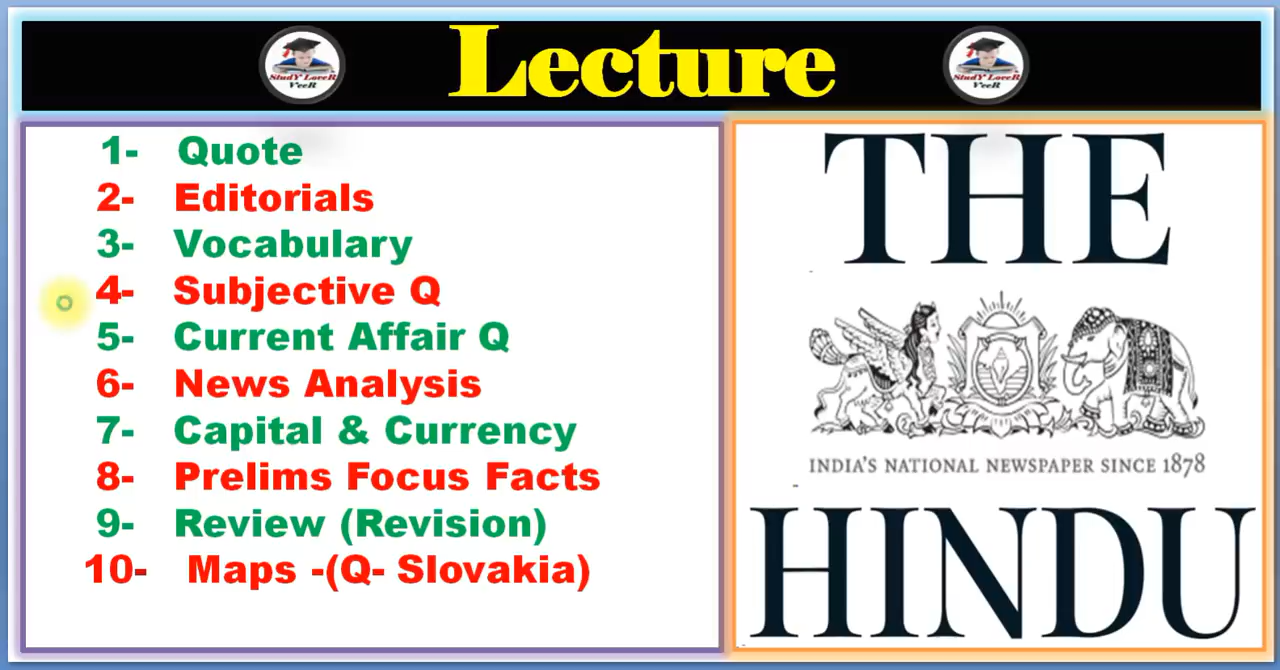 Lecture
StudY LoveR
VeeR
StudY LoveR
VeeR
1- Quote
2- Editorials
3- Vocabulary
4- Subjective Q
5- Current Affair Q
6- News Analysis
7- Capital & Currency
8- Prelims Focus Facts
9- Review (Revision)
10- Maps -(Q- Slovakia)
THE
INDIA'S NATIONAL NEWSPAPER SINCE 1878
HINDU